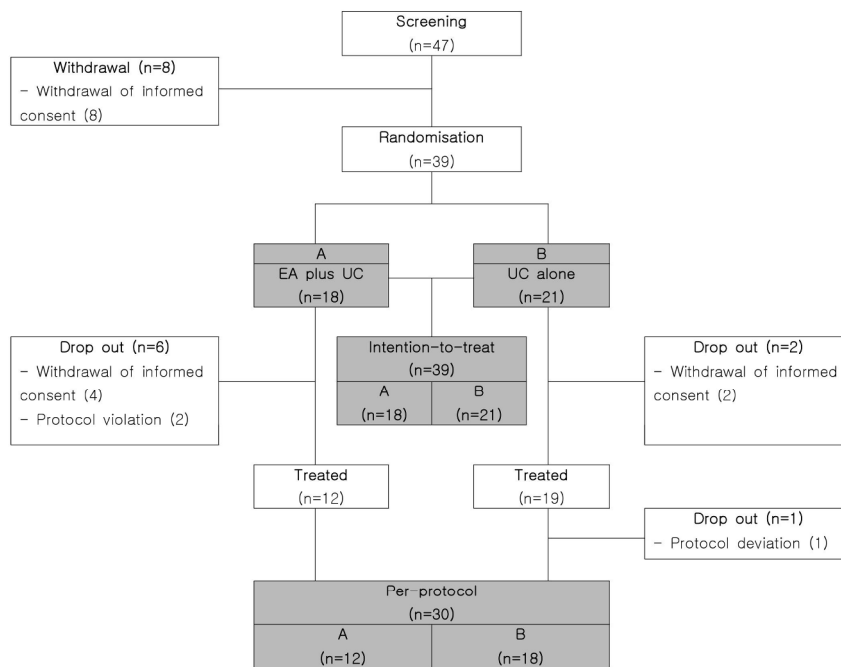 Screening
(n=47)
Withdrawal (n=8)
- Withdrawal of informed
consent (8)
Randomisation
(n=39)
A
EA plus UC
(n=18)
B
UC alone
(n=21)
Intention-to-treat
(n=39)
A
(n=18)
B
(n=21)
Drop out (n=6)
- Withdrawal of informed
consent (4)
- Protocol violation (2)
Drop out (n=2)
- Withdrawal of informed
consent (2)
Treated
(n=12)
Treated
(n=19)
Drop out (n=1)
- Protocol deviation (1)
Per-protocol
(n=30)
A
(n=12)
B
(n=18)